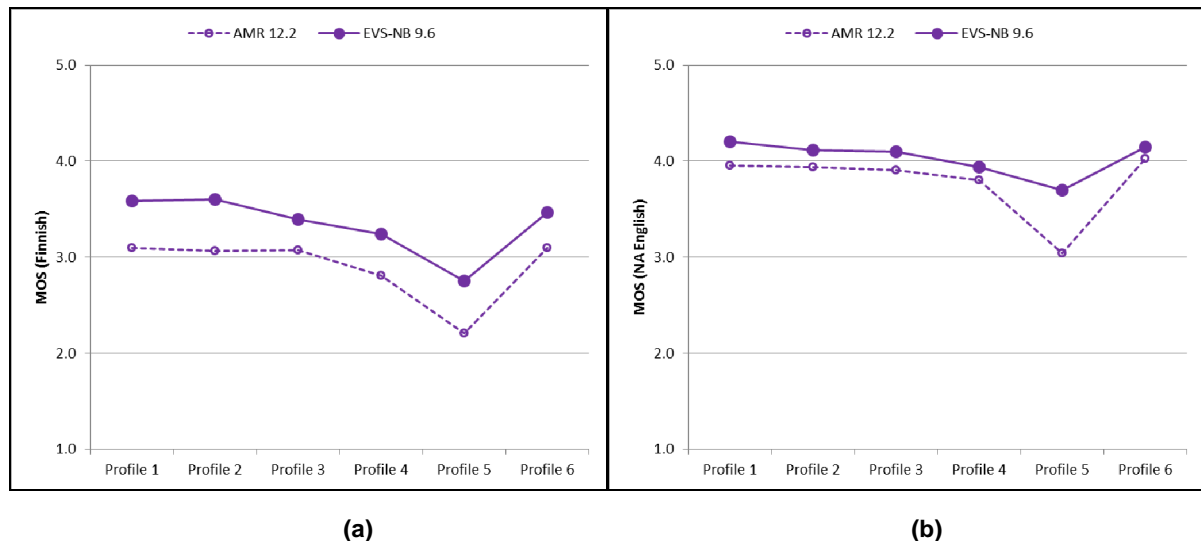 AMR 12.2 EVS-NB 9.6
5.0
4.0
3.0
2.0
1.0
MOS (Finnish)
Profile 1 Profile 2 Profile 3 Profile 4 Profile 5 Profile 6
(a)
AMR 12.2 EVS-NB 9.6
5.0
4.0
3.0
2.0
1.0
MOS (NA English)
Profile 1 Profile 2 Profile 3 Profile 4 Profile 5 Profile 6
(b)